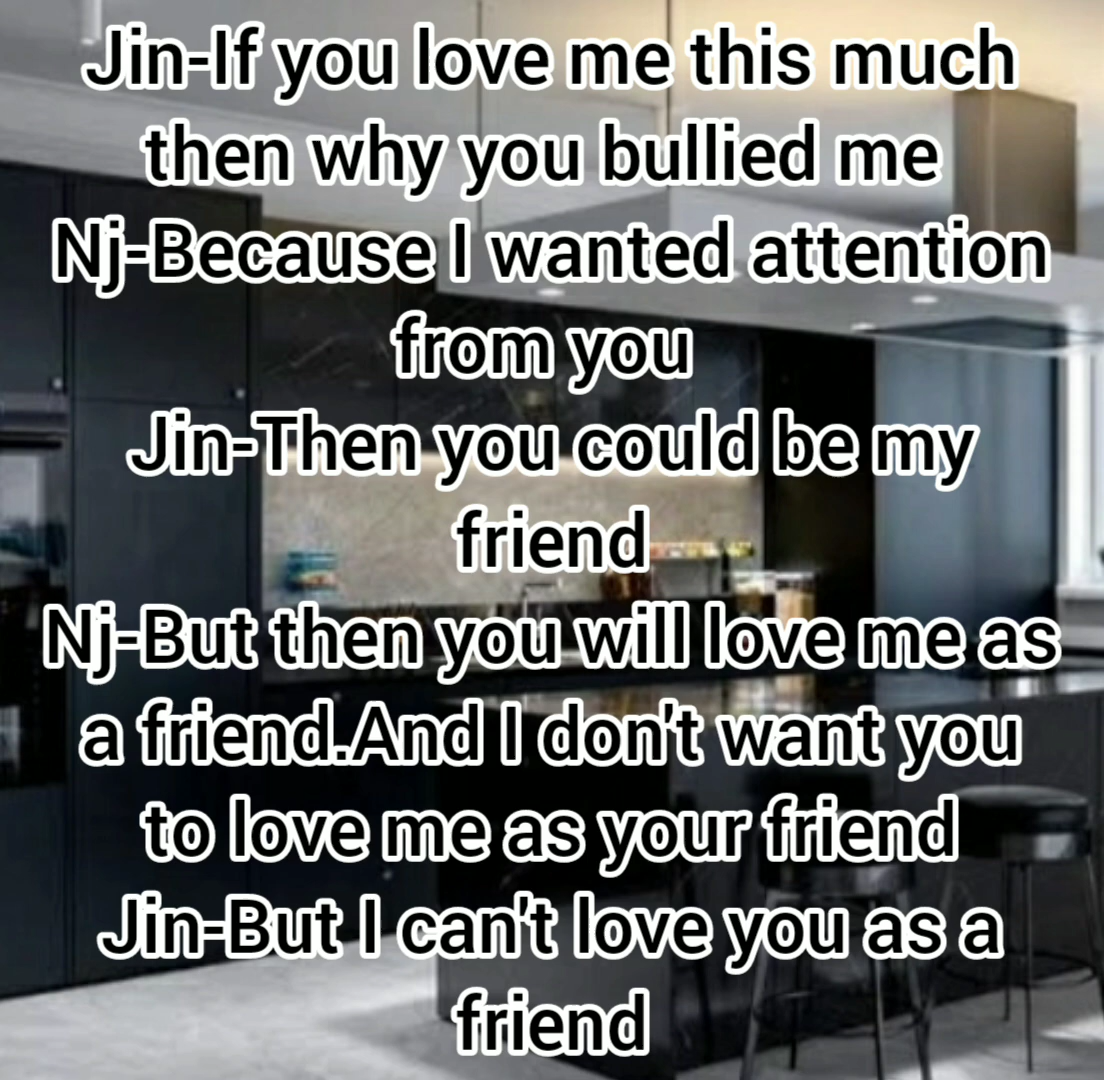 Jin-If you love me this much
then why you bullied me
Nj-Because I wanted attention
from you
Jin-Then you could be my
friend
Nj-But then you will love me as
a friend.And I don't want you
to love me as your friend
Jin-But I can't love you as a
friend